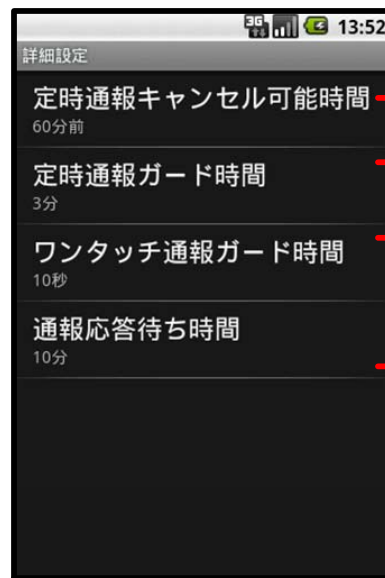 3G 13:52
詳細設定
定時通報キャンセル可能時間
60分前
定時通報ガード時間
3分
ワンタッチ通報ガード時間
10秒
通報応答待ち時間
10分